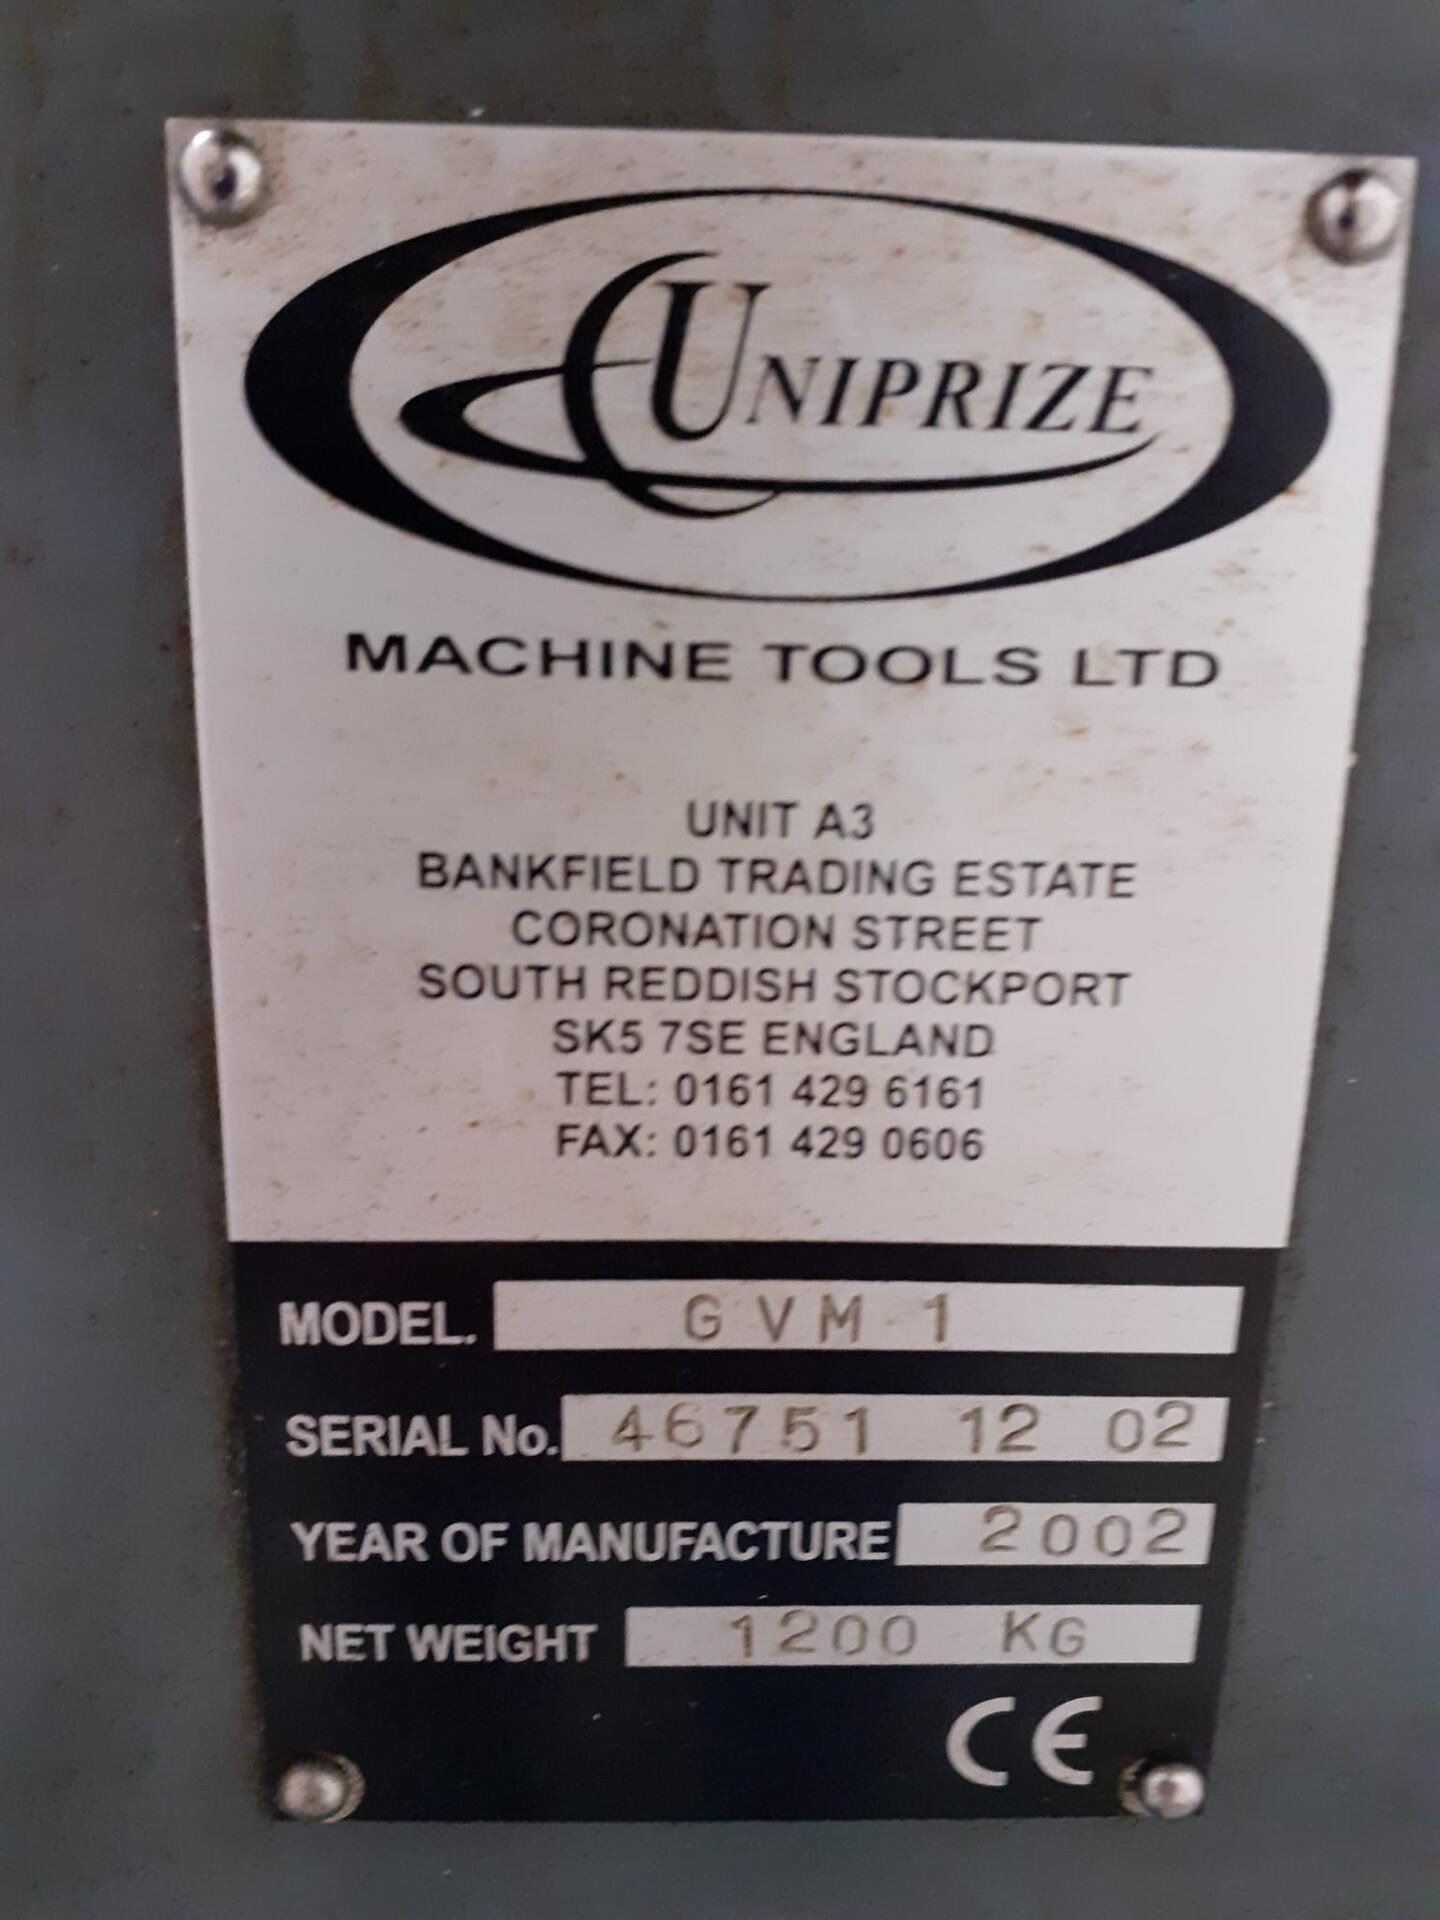 UNIPRIZE
MACHINE TOOLS LTD
UNIT A3
BANKFIELD TRADING ESTATE
CORONATION STREET
SOUTH REDDISH STOCKPORT
SK5 7SE ENGLAND
TEL: 0161 429 6161
FAX: 0161 429 0606
MODEL. GVM 1
SERIAL No. 46751 12 02
YEAR OF MANUFACTURE 2002
NET WEIGHT 1200 KG
CE